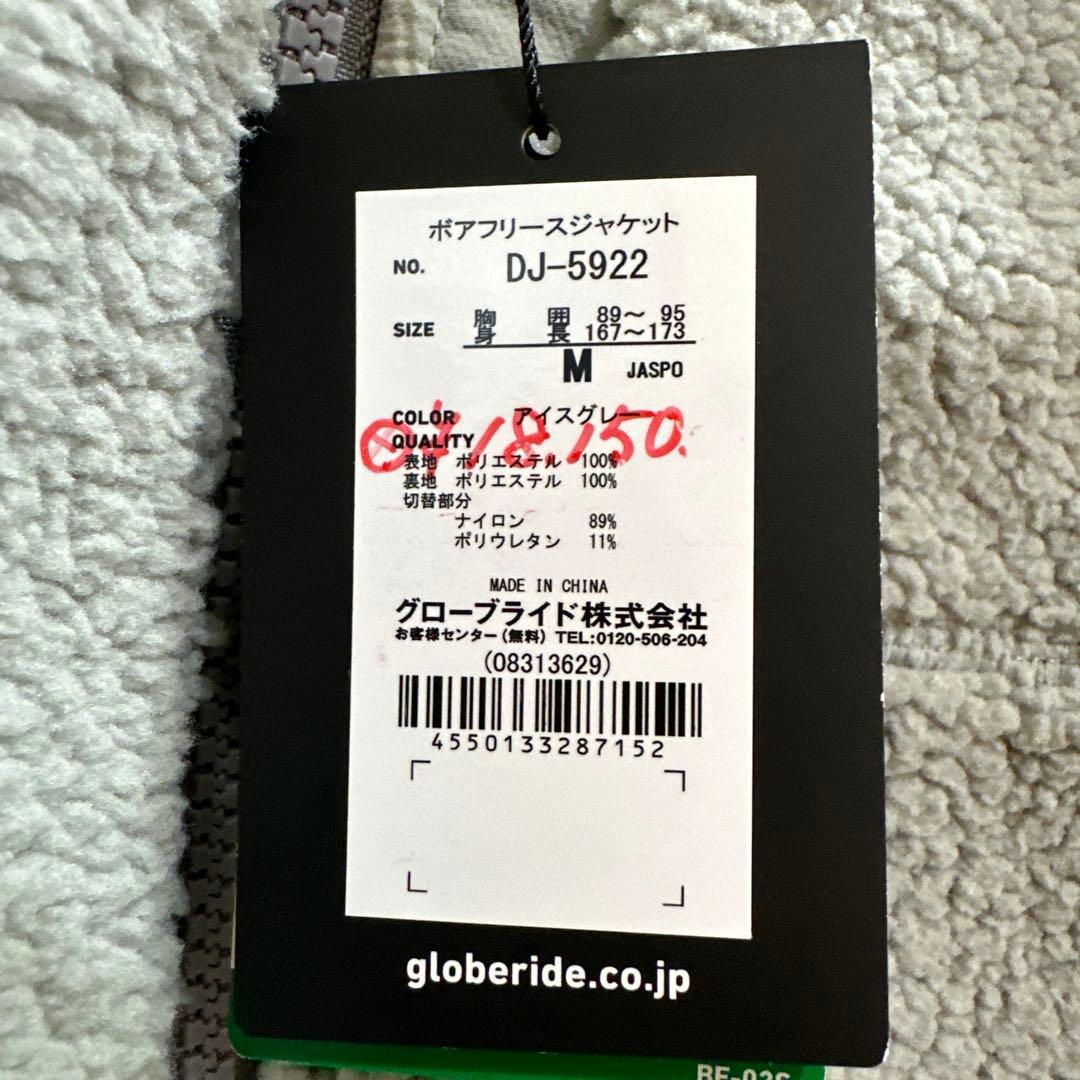 ボアフリースジャケット
NO. DJ-5922
SIZE 胸 囲 89〜 95
身 長 167〜173
M JASPO
COLOR アイスグレー
¥18,150.
QUALITY
表地 ポリエステル 100%
裏地 ポリエステル 100%
切替部分
ナイロン 89%
ポリウレタン 11%
MADE IN CHINA
グローブライド株式会社
お客様センター(無料) TEL:0120-506-204
(08313629)
4550133287152
globeride.co.jp